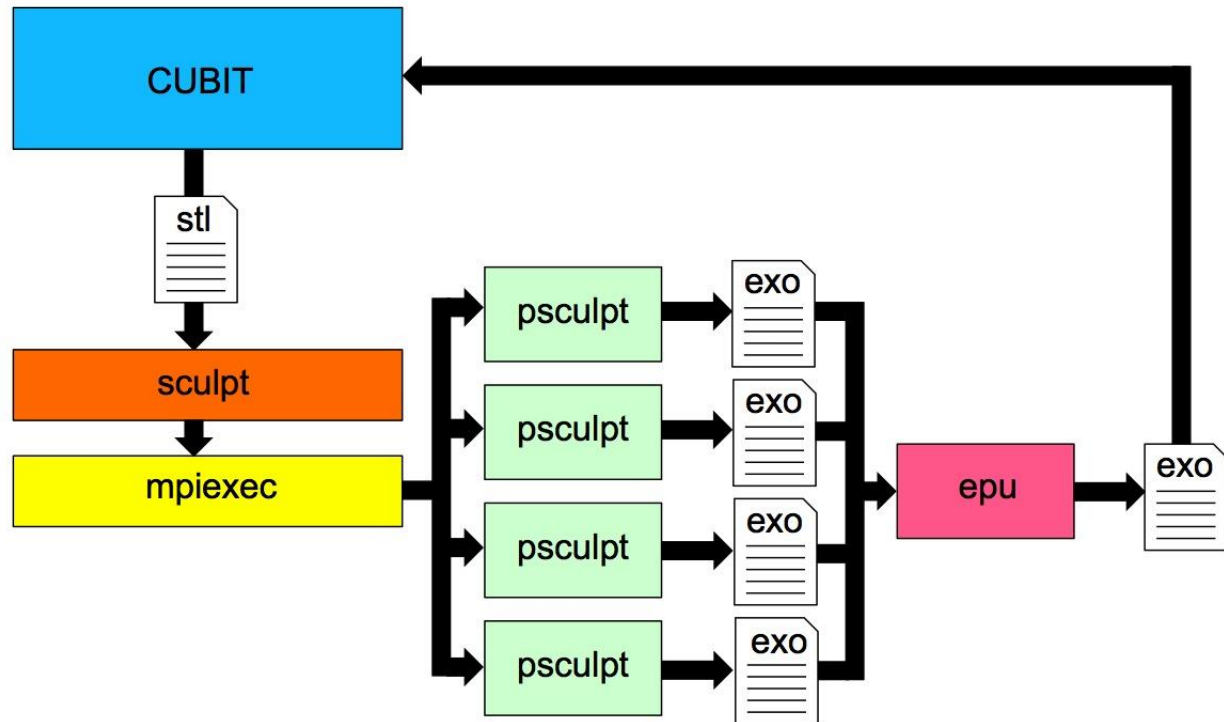 CUBIT
stl
sculpt
mpiexec
psculpt
exo
psculpt
exo
psculpt
exo
psculpt
exo
epu
exo